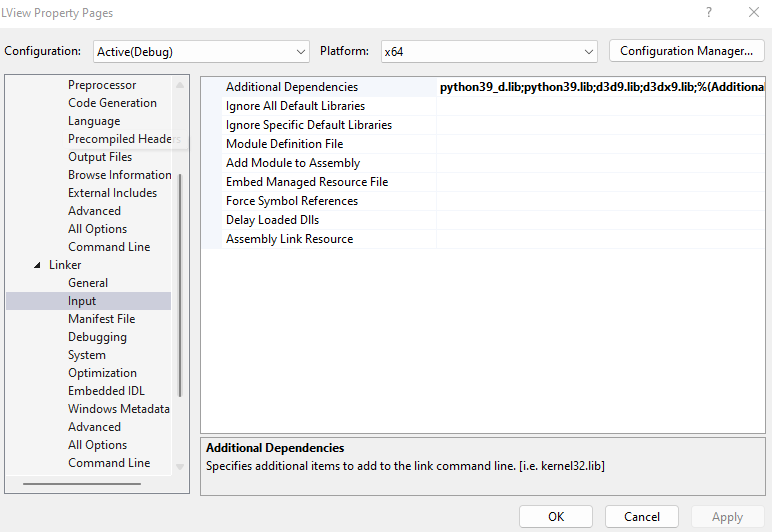 LView Property Pages
?
Configuration: Active(Debug) Platform: x64 Configuration Manager...
Preprocessor
Code Generation
Language
Precompiled Headers
Output Files
Browse Information
External Includes
Advanced
All Options
Command Line
Linker
General
Input
Manifest File
Debugging
System
Optimization
Embedded IDL
Windows Metadata
Advanced
All Options
Command Line
Additional Dependencies python39_d.lib;python39.lib;d3d9.lib;d3dx9.lib;%(Additional
Ignore All Default Libraries
Ignore Specific Default Libraries
Module Definition File
Add Module to Assembly
Embed Managed Resource File
Force Symbol References
Delay Loaded Dlls
Assembly Link Resource
Additional Dependencies
Specifies additional items to add to the link command line. [i.e. kernel32.lib]
OK Cancel Apply